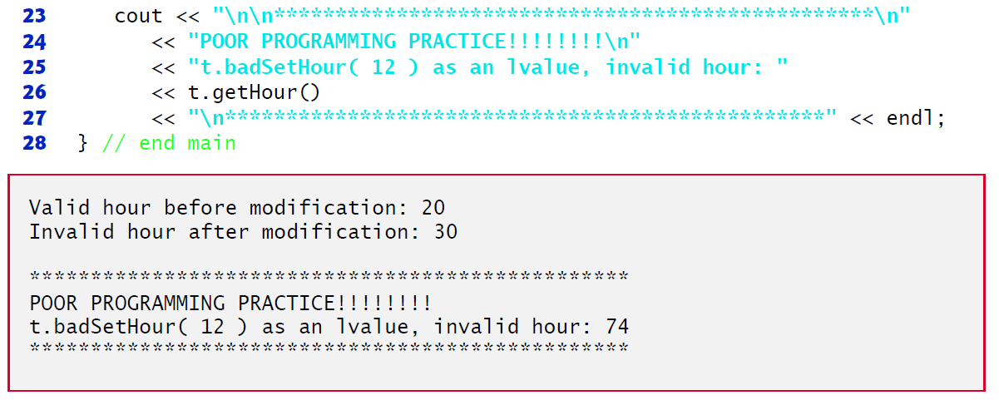 23 cout << "\n\n*************************************************\n"
24 << "POOR PROGRAMMING PRACTICE!!!!!!!!\n"
25 << "t.badSetHour( 12 ) as an lvalue, invalid hour: "
26 << t.getHour()
27 << "\n*************************************************" << endl;
28 } // end main
Valid hour before modification: 20
Invalid hour after modification: 30
*************************************************
POOR PROGRAMMING PRACTICE!!!!!!!!
t.badSetHour( 12 ) as an lvalue, invalid hour: 74
*************************************************